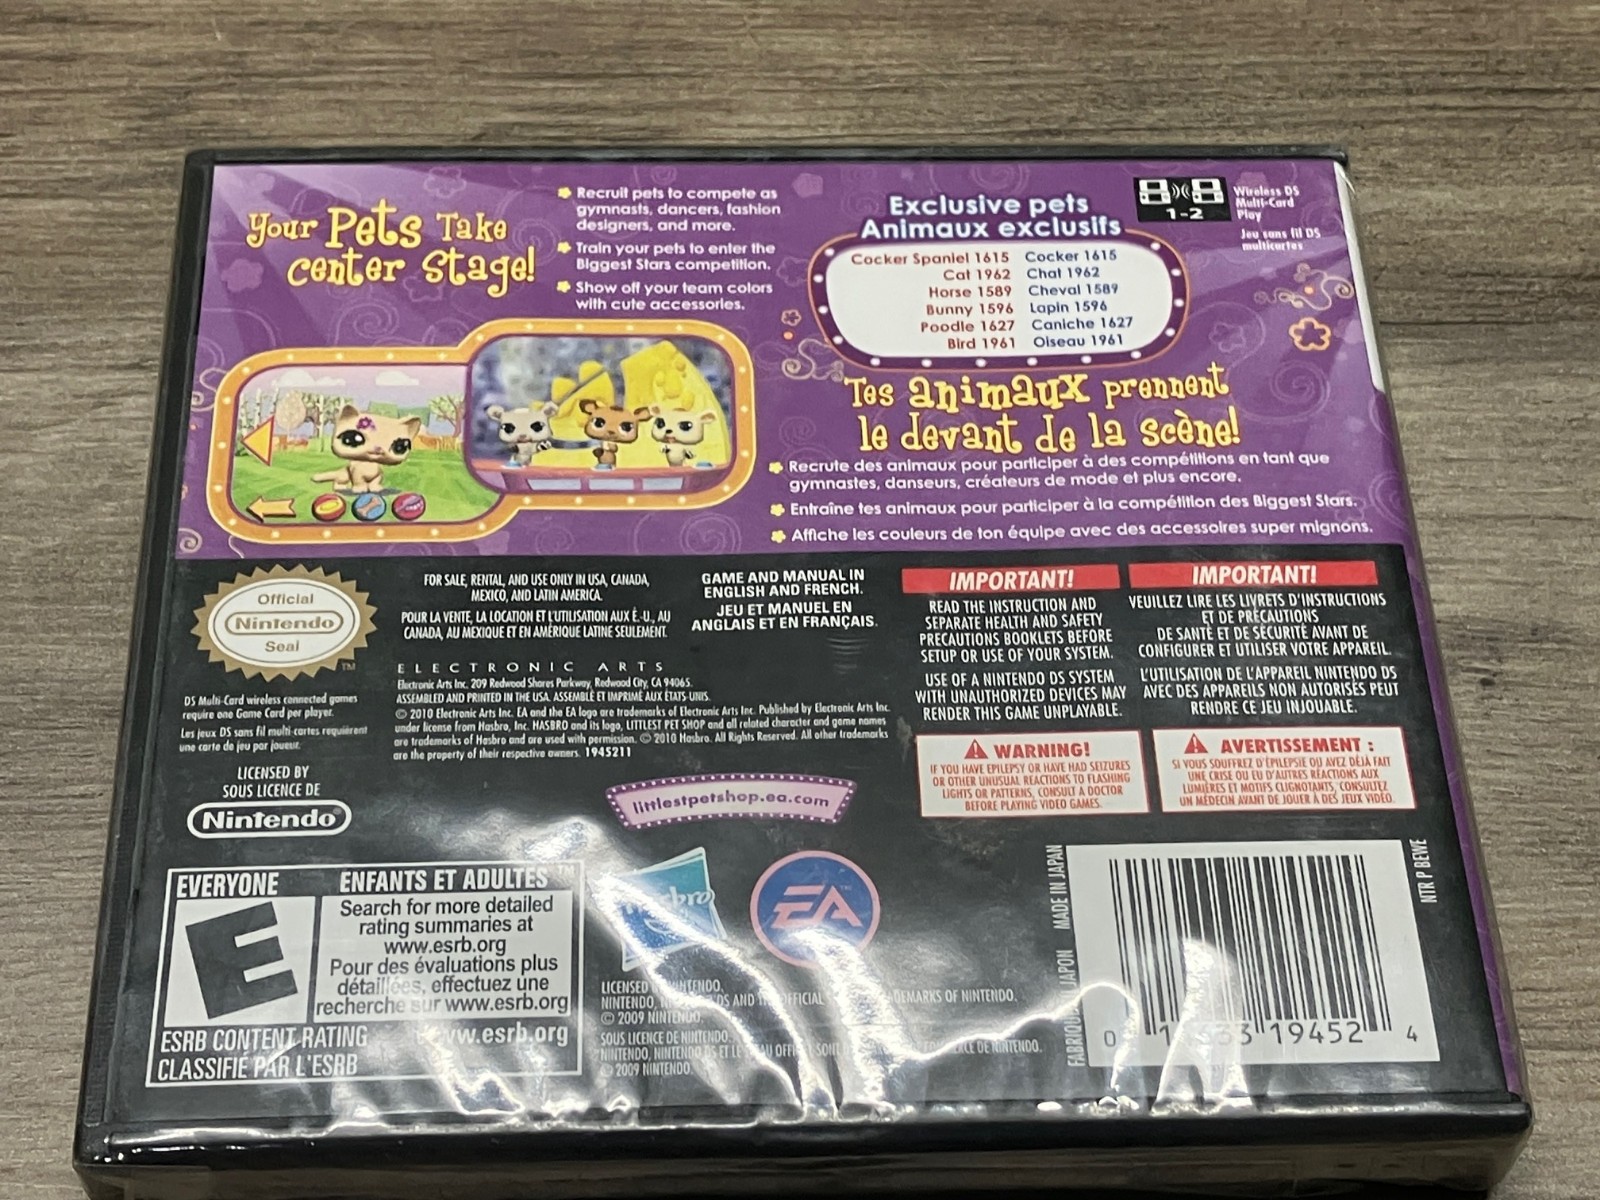 Your Pets Take
center Stage!
Recruit pets to compete as
gymnasts, dancers, fashion
designers, and more.
Train your pets to enter the
Biggest Stars competition.
Show off your team colors
with cute accessories.
Exclusive pets
Animaux exclusifs
Cocker Spaniel 1615 Cocker 1615
Cat 1962 Chat 1962
Horse 1589 Cheval 1589
Bunny 1596 Lapin 1596
Poodle 1627 Caniche 1627
Bird 1961 Oiseau 1961
1-2
Wireless DS
Multi-Card
Play
Jeu sans fil DS
multicartes
Tes animaux prennent
le devant de la scène!
Recrute des animaux pour participer à des compétitions en tant que
gymnastes, danseurs, créateurs de mode et plus encore.
Entraîne tes animaux pour participer à la compétition des Biggest Stars.
Affiche les couleurs de ton équipe avec des accessoires super mignons.
Official
Nintendo
Seal
TM
DS Multi-Card wireless connected games
require one Game Card per player.
Les jeux DS sans fil multi-cartes requièrent
une carte de jeu par joueur.
LICENSED BY
SOUS LICENCE DE
Nintendo
FOR SALE, RENTAL, AND USE ONLY IN USA, CANADA,
MEXICO, AND LATIN AMERICA.
POUR LA VENTE, LA LOCATION ET L'UTILISATION AUX É.-U., AU
CANADA, AU MEXIQUE ET EN AMÉRIQUE LATINE SEULEMENT.
GAME AND MANUAL IN
ENGLISH AND FRENCH.
JEU ET MANUEL EN
ANGLAIS ET EN FRANÇAIS.
ELECTRONIC ARTS
Electronic Arts Inc. 209 Redwood Shores Parkway, Redwood City, CA 94065.
ASSEMBLED AND PRINTED IN THE USA. ASSEMBLÉ ET IMPRIMÉ AUX ÉTATS-UNIS.
© 2010 Electronic Arts Inc. EA and the EA logo are trademarks of Electronic Arts Inc. Published by Electronic Arts Inc.
under license from Hasbro, Inc. HASBRO and its logo, LITTLEST PET SHOP and all related character and game names
are trademarks of Hasbro and are used with permission. © 2010 Hasbro. All Rights Reserved. All other trademarks
are the property of their respective owners. 1945211
littlestpetshop.ea.com
IMPORTANT!
READ THE INSTRUCTION AND
SEPARATE HEALTH AND SAFETY
PRECAUTIONS BOOKLETS BEFORE
SETUP OR USE OF YOUR SYSTEM.
USE OF A NINTENDO DS SYSTEM
WITH UNAUTHORIZED DEVICES MAY
RENDER THIS GAME UNPLAYABLE.
IMPORTANT!
VEUILLEZ LIRE LES LIVRETS D'INSTRUCTIONS
ET DE PRÉCAUTIONS
DE SANTÉ ET DE SÉCURITÉ AVANT DE
CONFIGURER ET UTILISER VOTRE APPAREIL.
L'UTILISATION DE L'APPAREIL NINTENDO DS
AVEC DES APPAREILS NON AUTORISÉS PEUT
RENDRE CE JEU INJOUABLE.
WARNING!
IF YOU HAVE EPILEPSY OR HAVE HAD SEIZURES
OR OTHER UNUSUAL REACTIONS TO FLASHING
LIGHTS OR PATTERNS, CONSULT A DOCTOR
BEFORE PLAYING VIDEO GAMES.
AVERTISSEMENT :
SI VOUS SOUFFREZ D'ÉPILEPSIE OU AVEZ DÉJÀ FAIT
UNE CRISE OU EU D'AUTRES RÉACTIONS AUX
LUMIÈRES ET MOTIFS CLIGNOTANTS, CONSULTEZ
UN MÉDECIN AVANT DE JOUER À DES JEUX VIDÉO.
EVERYONE
E
ENFANTS ET ADULTES
Search for more detailed
rating summaries at
www.esrb.org
Pour des évaluations plus
détaillées, effectuez une
recherche sur www.esrb.org
ESRB CONTENT RATING www.esrb.org
CLASSIFIÉ PAR L'ESRB
Hasbro
EA
LICENSED NINTENDO.
NINTENDO, DS AND OFFICIAL OF NINTENDO.
© 2009 NINTENDO.
SOUS LICENCE DE NINTENDO.
NINTENDO, NINTENDO DS ET LE SONT DE NINTENDO.
© 2009 NINTENDO.
MADE IN JAPAN
FABRIQUÉ JAPON
NTR P BEWE
0 19452 4